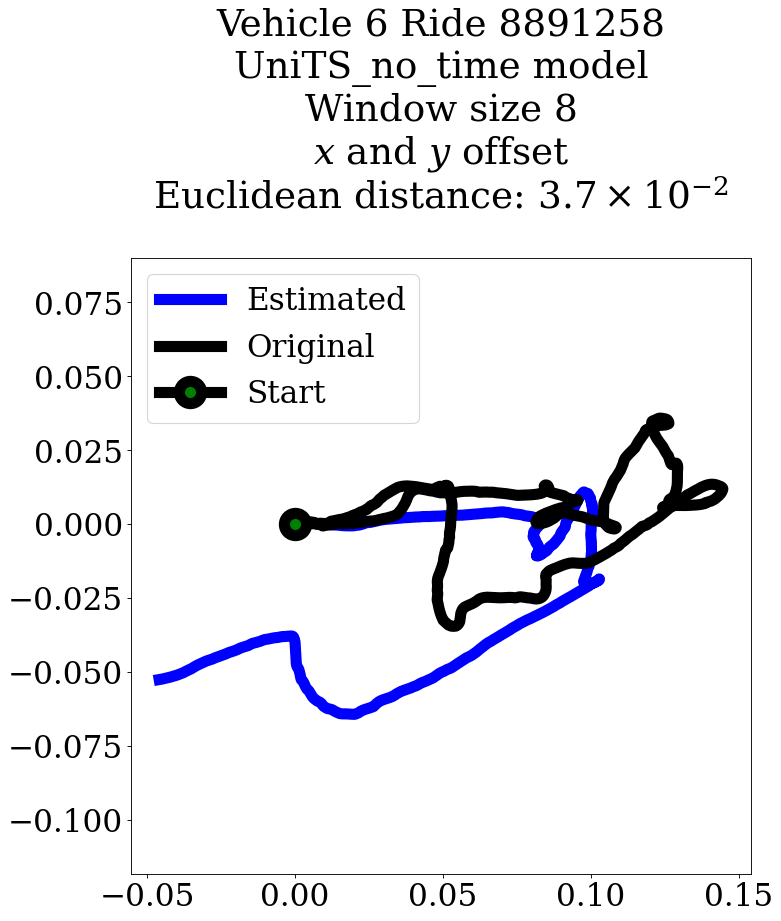 Vehicle 6 Ride 8891258
UniTS_no_time model
Window size 8
x and y offset
Euclidean distance: 3.7 × 10⁻²
Estimated
Original
Start
0.075
0.050
0.025
0.000
−0.025
−0.050
−0.075
−0.100
−0.05 0.00 0.05 0.10 0.15